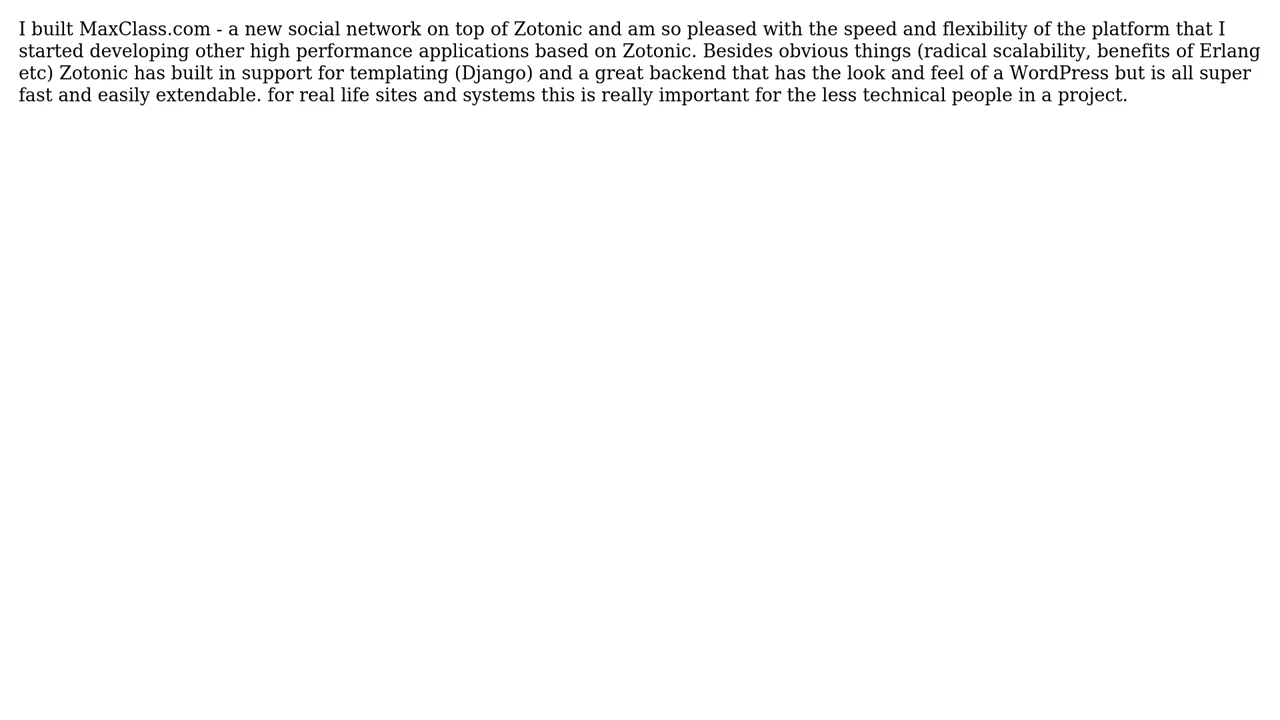 I built MaxClass.com - a new social network on top of Zotonic and am so pleased with the speed and flexibility of the platform that I
started developing other high performance applications based on Zotonic. Besides obvious things (radical scalability, benefits of Erlang
etc) Zotonic has built in support for templating (Django) and a great backend that has the look and feel of a WordPress but is all super
fast and easily extendable. for real life sites and systems this is really important for the less technical people in a project.